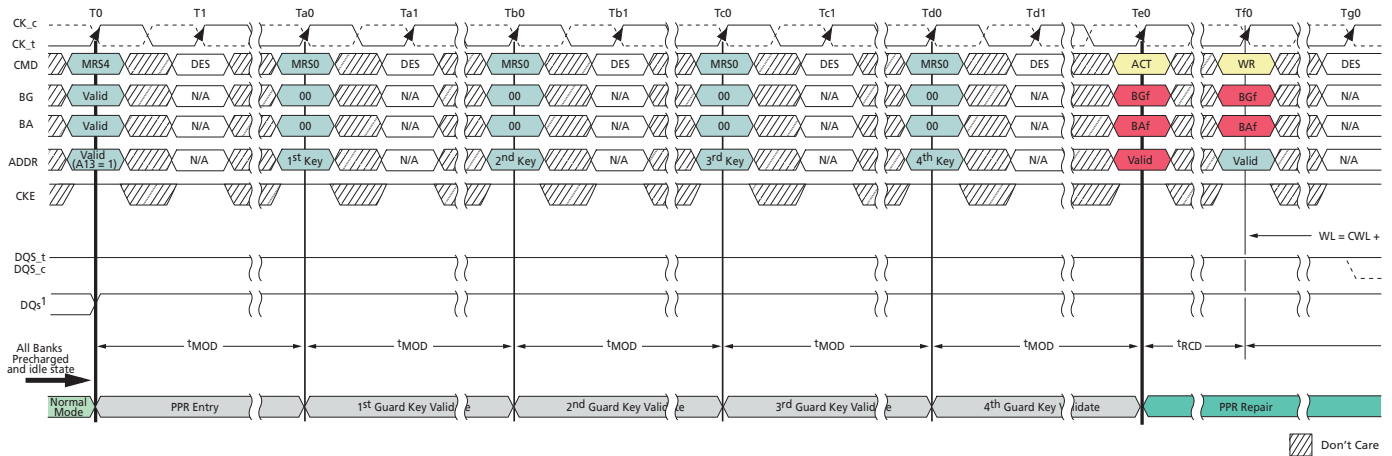 T0 T1 Ta0 Ta1 Tb0 Tb1 Tc0 Tc1 Td0 Td1 Te0 Tf0 Tg0
CK_c
CK_t
CMD MRS4 DES MRS0 DES MRS0 DES MRS0 DES MRS0 DES ACT WR DES
BG Valid N/A 00 N/A 00 N/A 00 N/A 00 N/A BGf BGf N/A
BA Valid N/A 00 N/A 00 N/A 00 N/A 00 N/A BAf BAf N/A
ADDR Valid (A13 = 1) N/A 1st Key N/A 2nd Key N/A 3rd Key N/A 4th Key N/A Valid Valid N/A
CKE
WL = CWL +
DQS_t
DQS_c
DQs1
All Banks
Precharged
and idle state
tMOD tMOD tMOD tMOD tMOD tRCD
Normal Mode PPR Entry 1st Guard Key Validate 2nd Guard Key Validate 3rd Guard Key Validate 4th Guard Key Validate PPR Repair
Don't Care